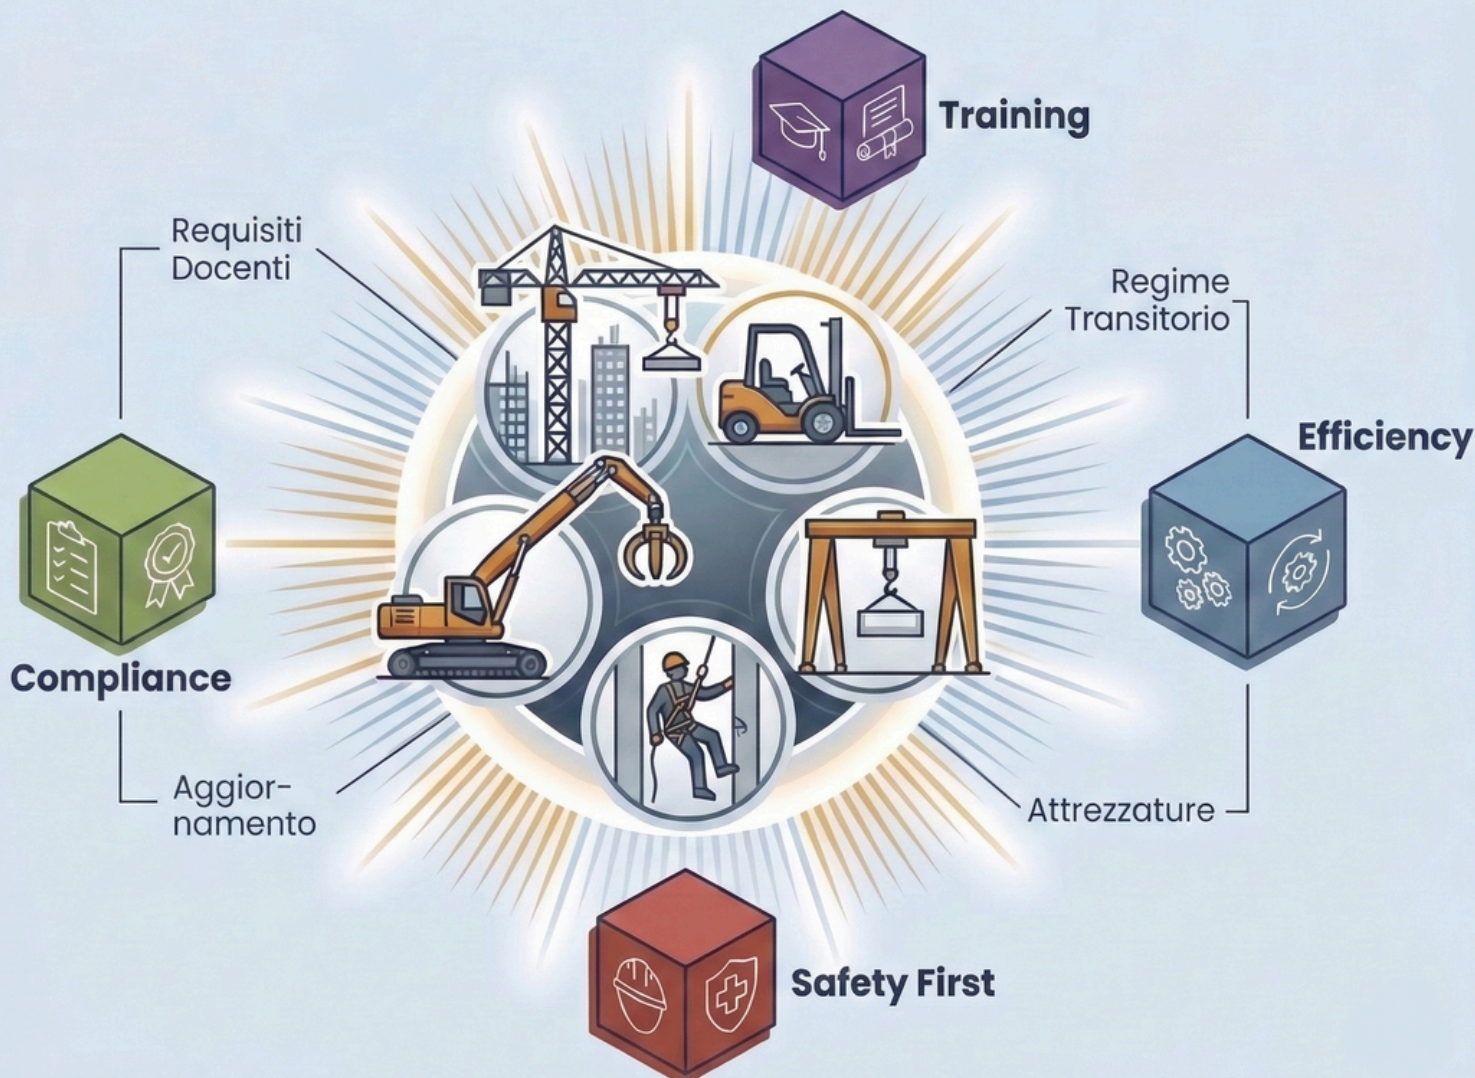 Training
Requisiti
Docenti
Regime
Transitorio
Efficiency
Compliance
Aggior-
namento
Attrezzature
Safety First